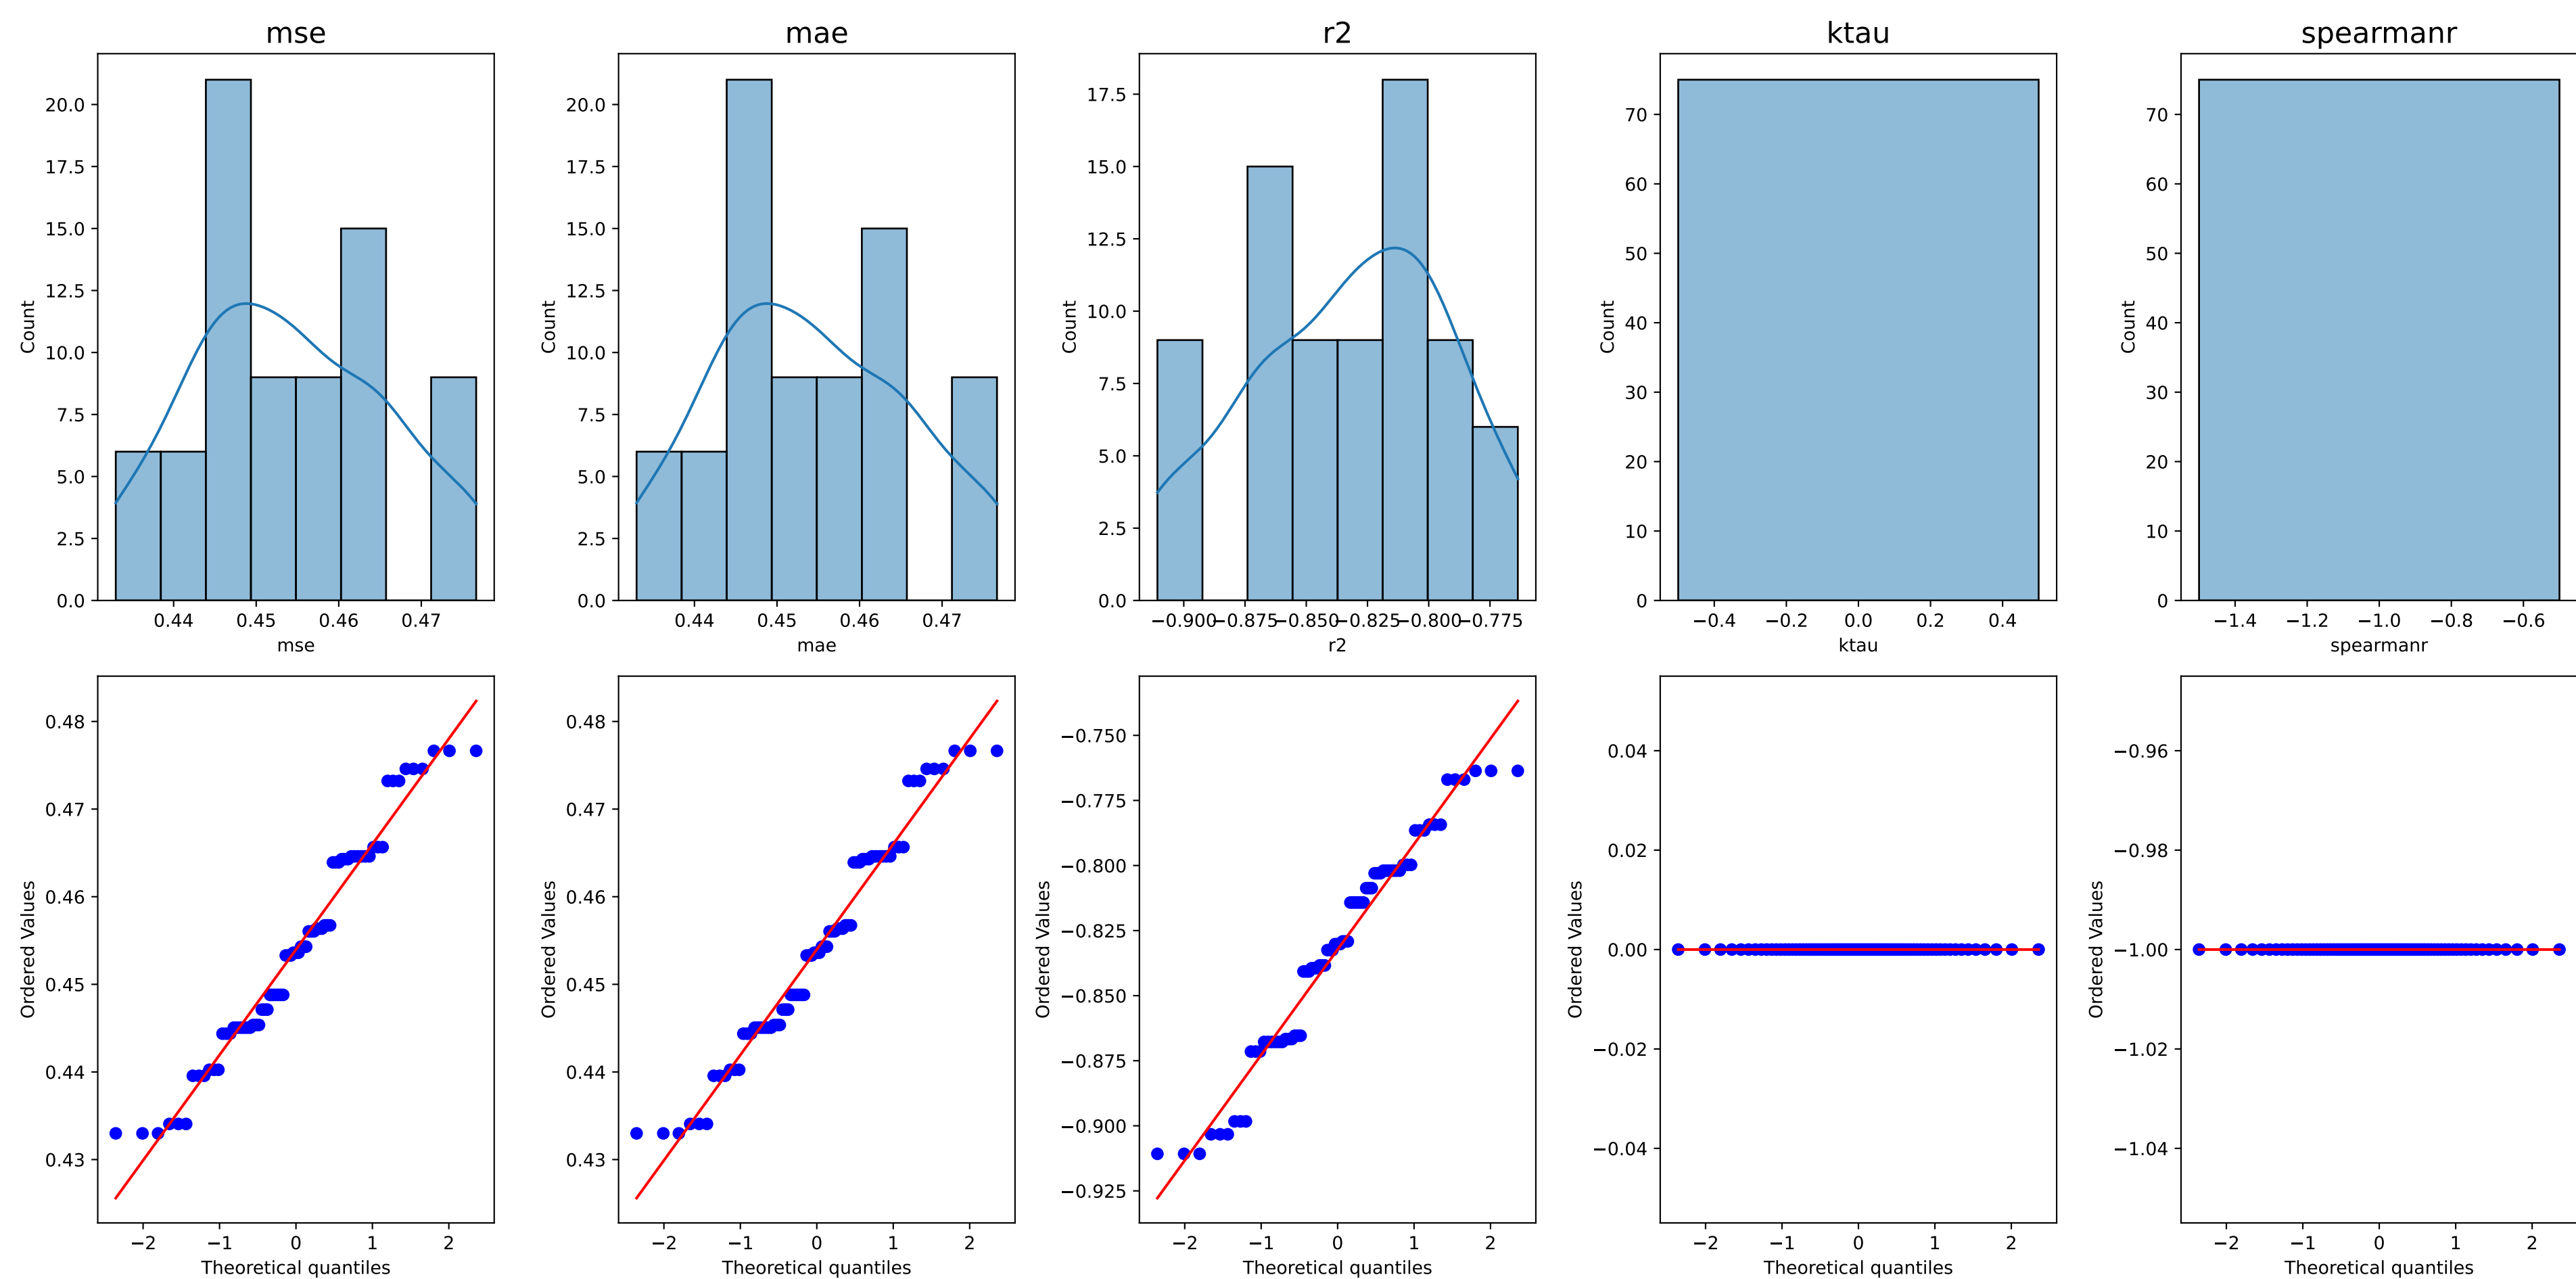 mse
mae
r2
ktau
spearmanr
20.0
17.5
15.0
12.5
10.0
7.5
5.0
2.5
0.0
Count
0.44 0.45 0.46 0.47
mse
20.0
17.5
15.0
12.5
10.0
7.5
5.0
2.5
0.0
Count
0.44 0.45 0.46 0.47
mae
17.5
15.0
12.5
10.0
7.5
5.0
2.5
0.0
Count
−0.900 −0.875 −0.850 −0.825 −0.800 −0.775
r2
70
60
50
40
30
20
10
0
Count
−0.4 −0.2 0.0 0.2 0.4
ktau
70
60
50
40
30
20
10
0
Count
−1.4 −1.2 −1.0 −0.8 −0.6
spearmanr
0.48
0.47
0.46
0.45
0.44
0.43
Ordered Values
−2 −1 0 1 2
Theoretical quantiles
0.48
0.47
0.46
0.45
0.44
0.43
Ordered Values
−2 −1 0 1 2
Theoretical quantiles
−0.750
−0.775
−0.800
−0.825
−0.850
−0.875
−0.900
−0.925
Ordered Values
−2 −1 0 1 2
Theoretical quantiles
0.04
0.02
0.00
−0.02
−0.04
Ordered Values
−2 −1 0 1 2
Theoretical quantiles
−0.96
−0.98
−1.00
−1.02
−1.04
Ordered Values
−2 −1 0 1 2
Theoretical quantiles